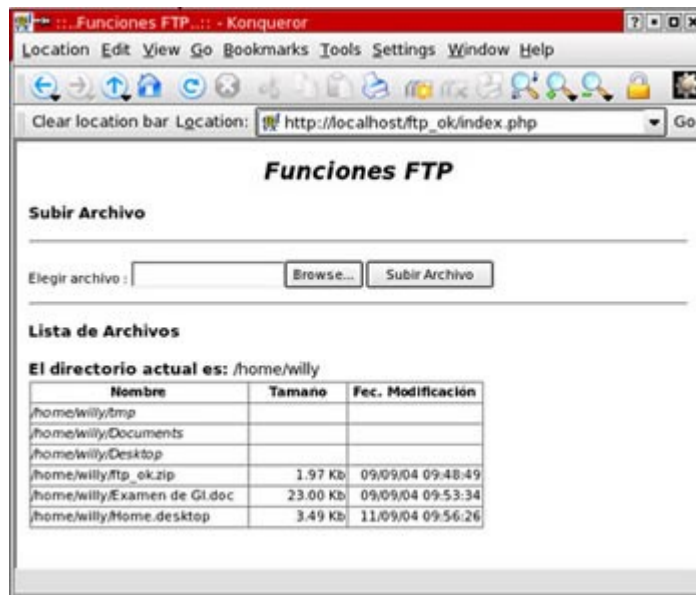 ::..Funciones FTP..:: - Konqueror
Location Edit View Go Bookmarks Tools Settings Window Help
Clear location bar Location: http://localhost/ftp_ok/index.php Go
Funciones FTP
Subir Archivo
Elegir archivo : Browse... Subir Archivo
Lista de Archivos
El directorio actual es: /home/willy
Nombre Tamano Fec. Modificación
/home/willy/tmp
/home/willy/Documents
/home/willy/Desktop
/home/willy/ftp_ok.zip 1.97 Kb 09/09/04 09:48:49
/home/willy/Examen de GI.doc 23.00 Kb 09/09/04 09:53:34
/home/willy/Home.desktop 3.49 Kb 11/09/04 09:56:26